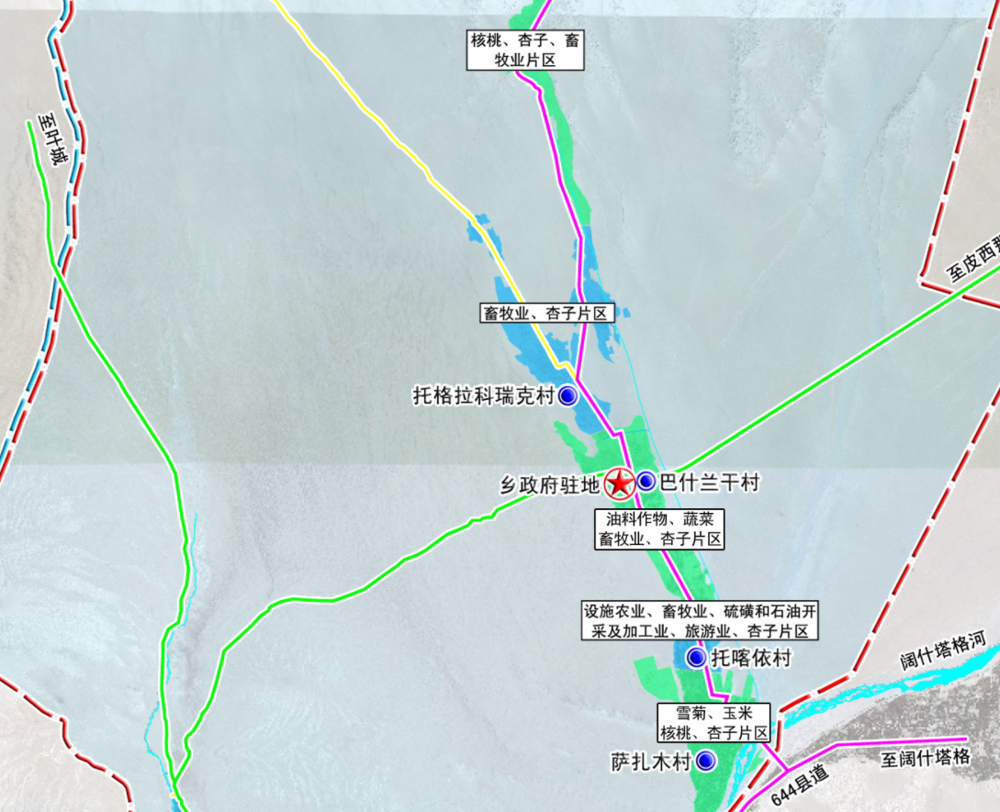 核桃、杏子、畜
牧业片区
至叶城
至皮西
畜牧业、杏子片区
托格拉科瑞克村
乡政府驻地
巴什兰干村
油料作物、蔬菜
畜牧业、杏子片区
设施农业、畜牧业、硫磺和石油开
采及加工业、旅游业、杏子片区
托喀依村
阔什塔格河
雪菊、玉米
核桃、杏子片区
萨扎木村
至阔什塔格
644县道